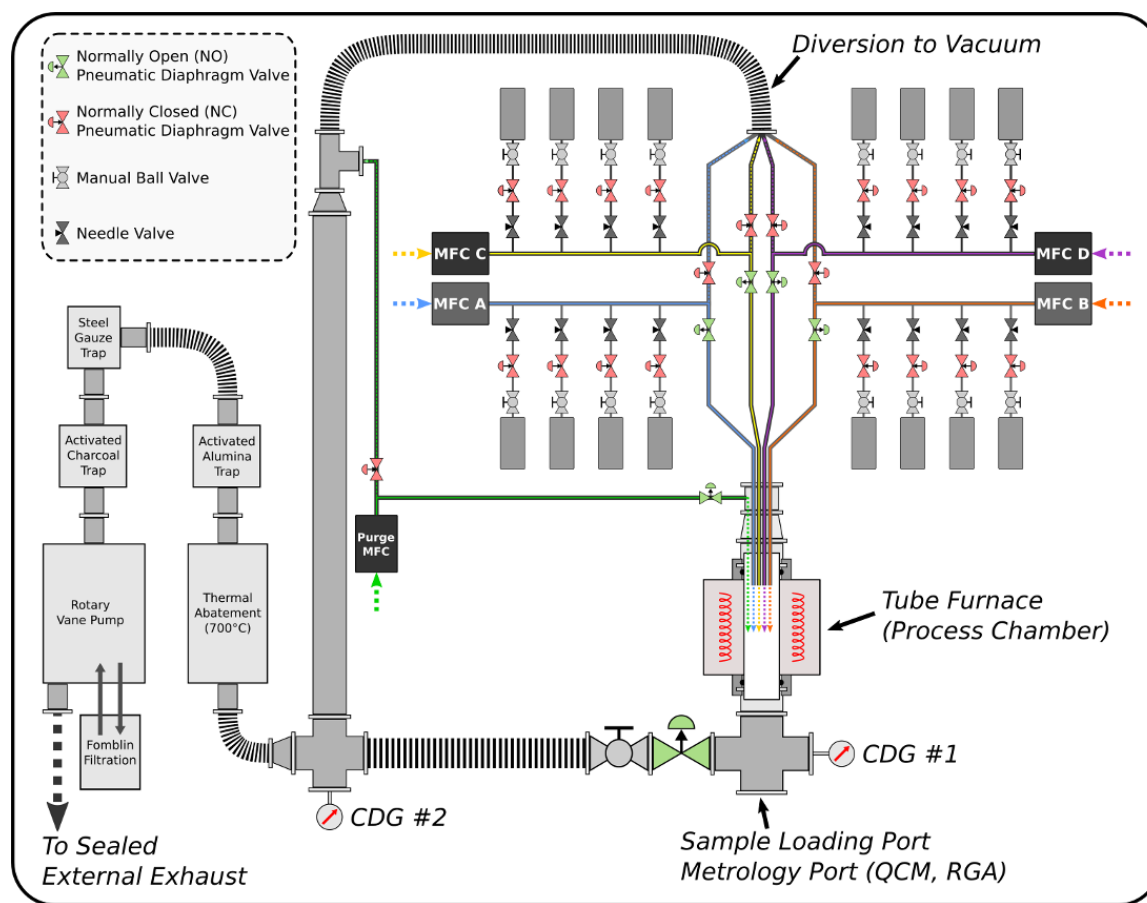 Normally Open (NO)
Pneumatic Diaphragm Valve
Normally Closed (NC)
Pneumatic Diaphragm Valve
Manual Ball Valve
Needle Valve
Diversion to Vacuum
MFC C
MFC D
MFC A
MFC B
Steel
Gauze
Trap
Activated
Charcoal
Trap
Activated
Alumina
Trap
Purge
MFC
Rotary
Vane Pump
Thermal
Abatement
(700°C)
Tube Furnace
(Process Chamber)
Fomblin
Filtration
CDG #1
CDG #2
To Sealed
External Exhaust
Sample Loading Port
Metrology Port (QCM, RGA)